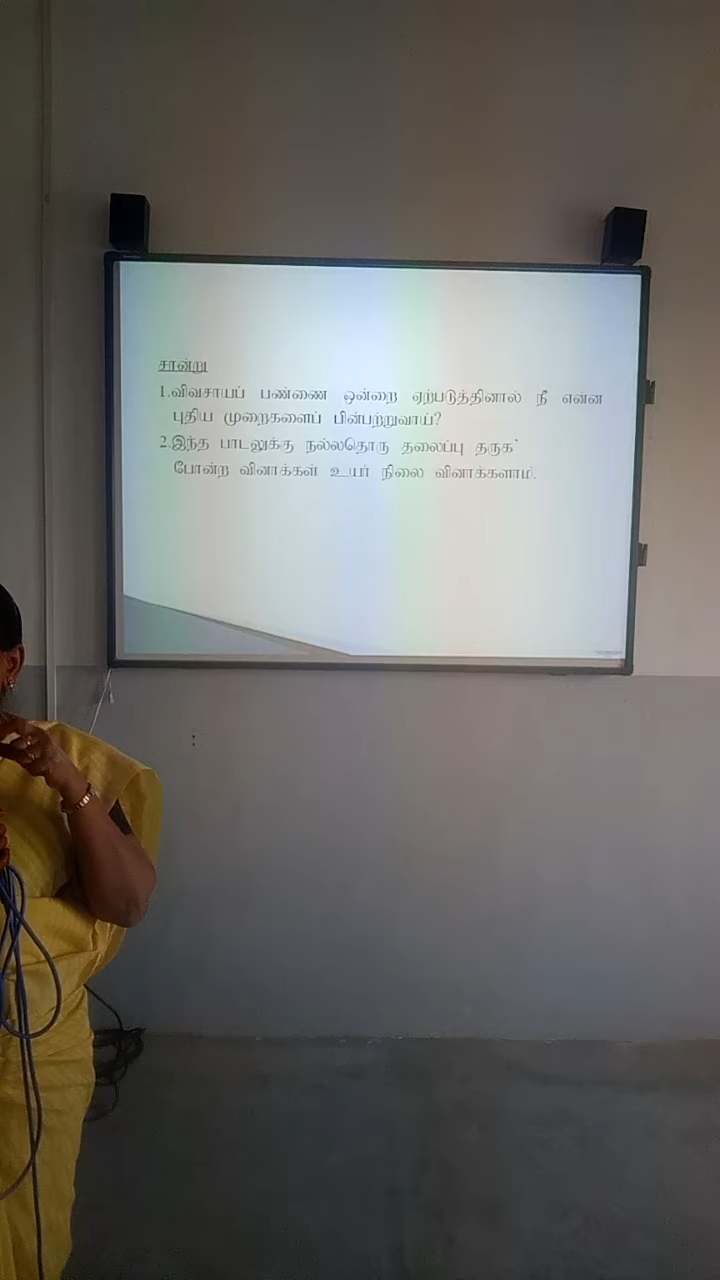 சான்று
1.விவசாயப் பண்ணை ஒன்றை ஏற்படுத்தினால் நீ என்ன
புதிய முறைகளைப் பின்பற்றுவாய்?
2.இந்த பாடலுக்கு நல்லதொரு தலைப்பு தருக'
போன்ற வினாக்கள் உயர் நிலை வினாக்களாம்.